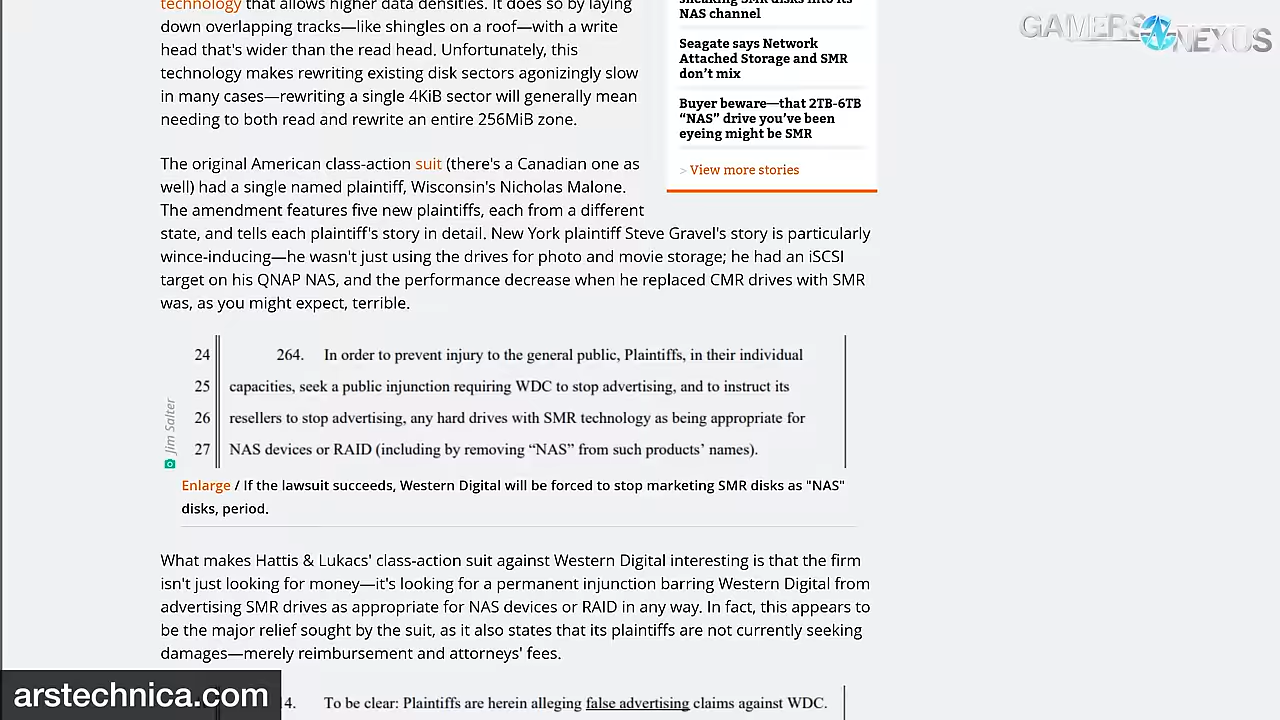 technology that allows higher data densities. It does so by laying
down overlapping tracks—like shingles on a roof—with a write
head that's wider than the read head. Unfortunately, this
technology makes rewriting existing disk sectors agonizingly slow
in many cases—rewriting a single 4KiB sector will generally mean
needing to both read and rewrite an entire 256MiB zone.
sneaking SMR disks into its
NAS channel
Seagate says Network
Attached Storage and SMR
don't mix
Buyer beware—that 2TB-6TB
“NAS” drive you've been
eyeing might be SMR
> View more stories
GAMERS NEXUS
The original American class-action suit (there's a Canadian one as
well) had a single named plaintiff, Wisconsin's Nicholas Malone.
The amendment features five new plaintiffs, each from a different
state, and tells each plaintiff's story in detail. New York plaintiff Steve Gravel's story is particularly
wince-inducing—he wasn't just using the drives for photo and movie storage; he had an iSCSI
target on his QNAP NAS, and the performance decrease when he replaced CMR drives with SMR
was, as you might expect, terrible.
24 264. In order to prevent injury to the general public, Plaintiffs, in their individual
25 capacities, seek a public injunction requiring WDC to stop advertising, and to instruct its
26 resellers to stop advertising, any hard drives with SMR technology as being appropriate for
27 NAS devices or RAID (including by removing “NAS” from such products’ names).
Jim Salter
Enlarge / If the lawsuit succeeds, Western Digital will be forced to stop marketing SMR disks as "NAS"
disks, period.
What makes Hattis & Lukacs' class-action suit against Western Digital interesting is that the firm
isn't just looking for money—it's looking for a permanent injunction barring Western Digital from
advertising SMR drives as appropriate for NAS devices or RAID in any way. In fact, this appears to
be the major relief sought by the suit, as it also states that its plaintiffs are not currently seeking
damages—merely reimbursement and attorneys' fees.
4. To be clear: Plaintiffs are herein alleging false advertising claims against WDC.
arstechnica.com